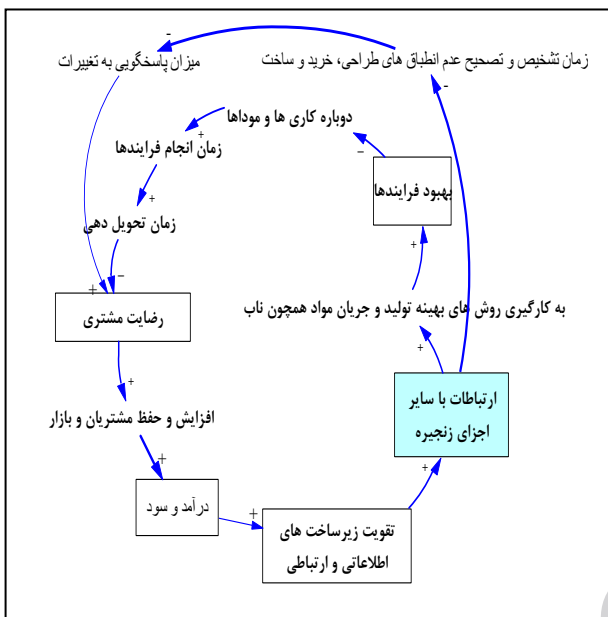 زمان تشخیص و تصحیح عدم انطباق های طراحی، خرید و ساخت
میزان پاسخگویی به تغییرات
دوباره کاری ها و موداها
زمان انجام فرایندها
بهبود فرایندها
زمان تحویل دهی
به کارگیری روش های بهینه تولید و جریان مواد همچون ناب
رضایت مشتری
ارتباطات با سایر
اجزای زنجیره
افزایش و حفظ مشتریان و بازار
درآمد و سود
تقویت زیرساخت های
اطلاعاتی و ارتباطی